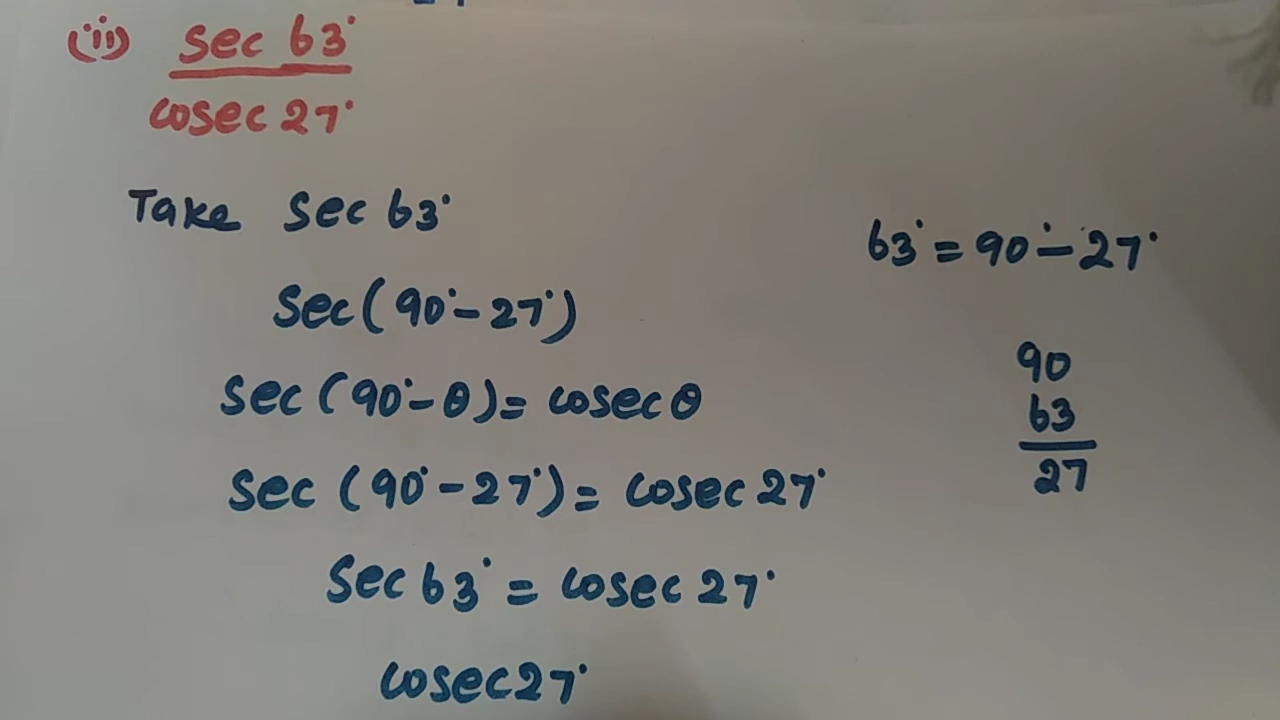 (ii) sec 63°
cosec 27°
Take sec 63°
63° = 90° - 27°
sec (90° - 27°)
90
63
27
sec (90° - θ) = cosec θ
sec (90° - 27°) = cosec 27°
sec 63° = cosec 27°
cosec 27°